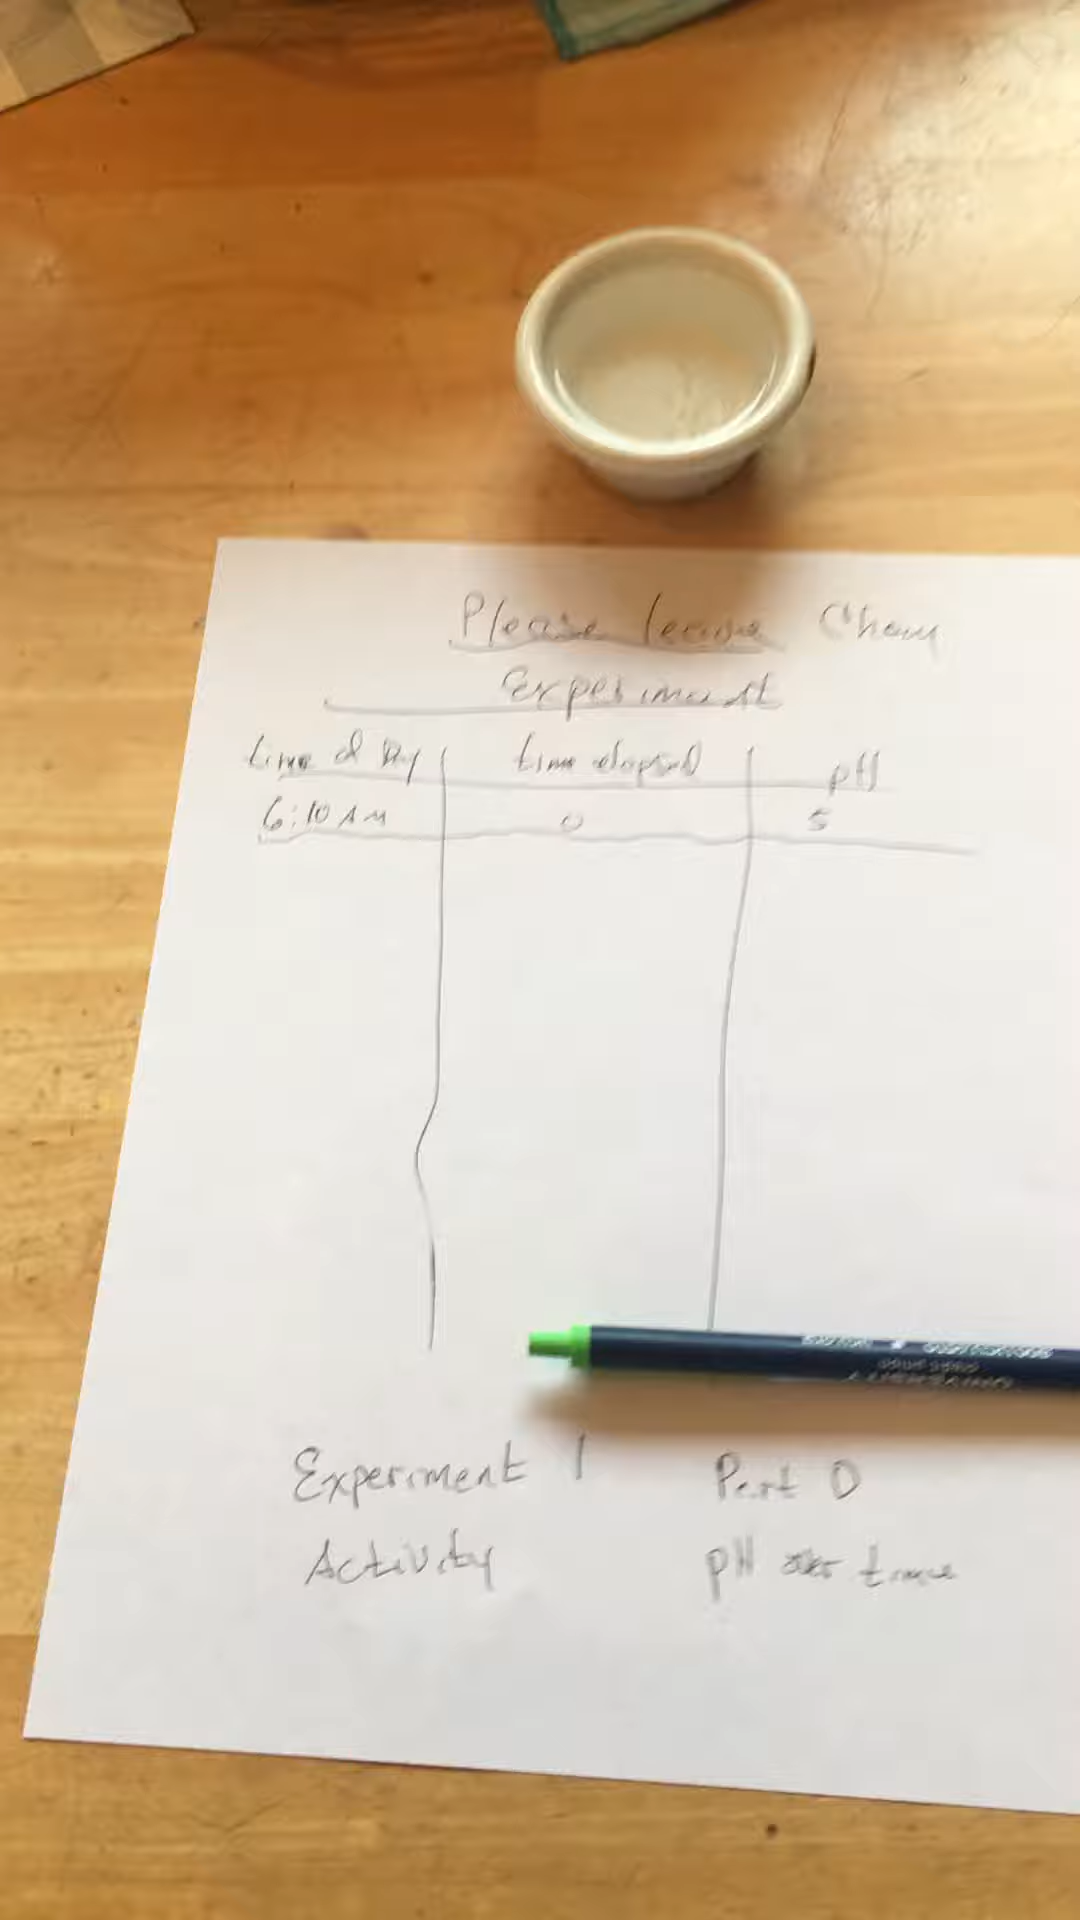 Please leave Chem
Experiment
time of Day time elapsed pH
6:10 AM 0 5
Experiment 1 Part D
Activity pH over time